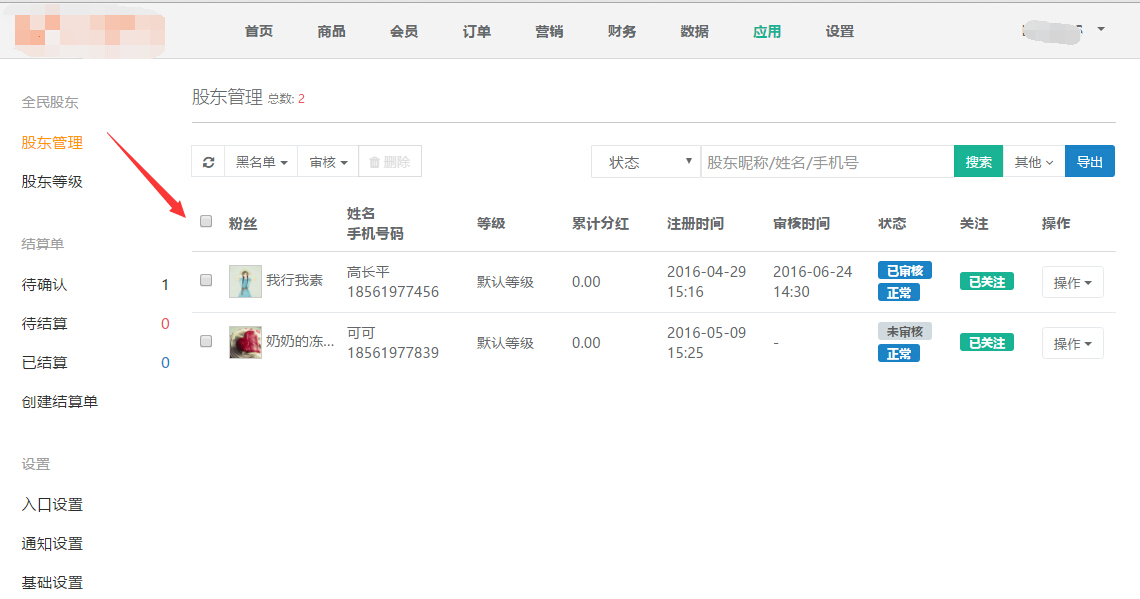 首页 商品 会员 订单 营销 财务 数据 应用 设置
全民股东
股东管理
股东等级
结算单
待确认 1
待结算 0
已结算 0
创建结算单
设置
入口设置
通知设置
基础设置
股东管理 总数: 2
黑名单 审核 删除 状态 股东昵称/姓名/手机号 搜索 其他 导出
粉丝 姓名 等级 累计分红 注册时间 审核时间 状态 关注 操作
手机号码
我行我素 高长平 默认等级 0.00 2016-04-29 2016-06-24 已审核 已关注 操作
18561977456 15:16 14:30 正常
奶奶的冻... 可可 默认等级 0.00 2016-05-09 - 未审核 已关注 操作
18561977839 15:25 正常